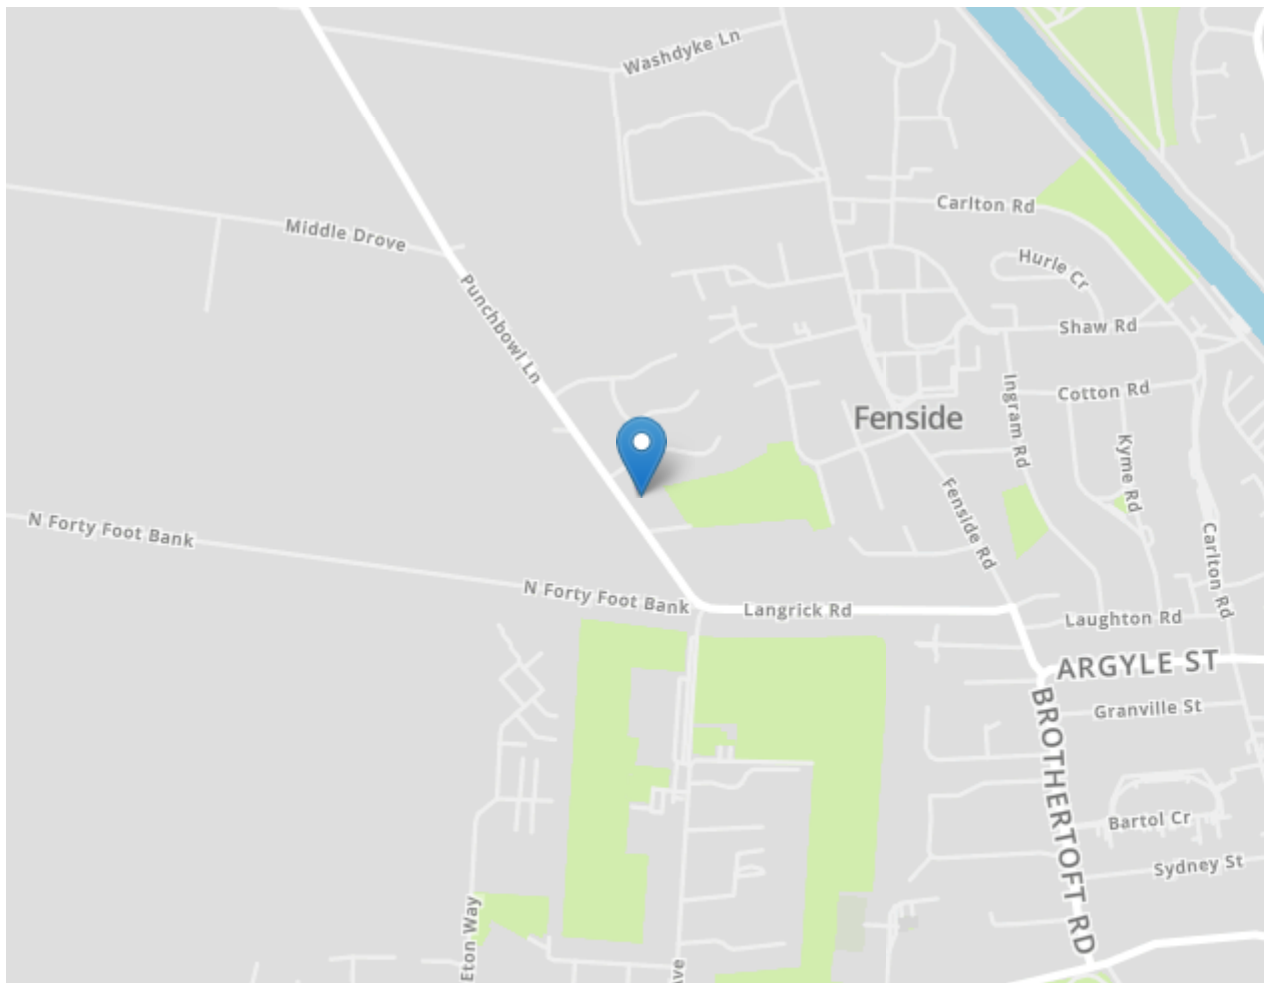 Washdyke Ln
Carlton Rd
Middle Drove
Hurle Cr
Punchbowl Ln
Shaw Rd
Ingram Rd
Cotton Rd
Fenside
Kyme Rd
Fenside Rd
N Forty Foot Bank
Carlton Rd
N Forty Foot Bank
Langrick Rd
Laughton Rd
ARGYLE ST
BROTHERTOFT RD
Granville St
Bartol Cr
Sydney St
Eton Way
ve